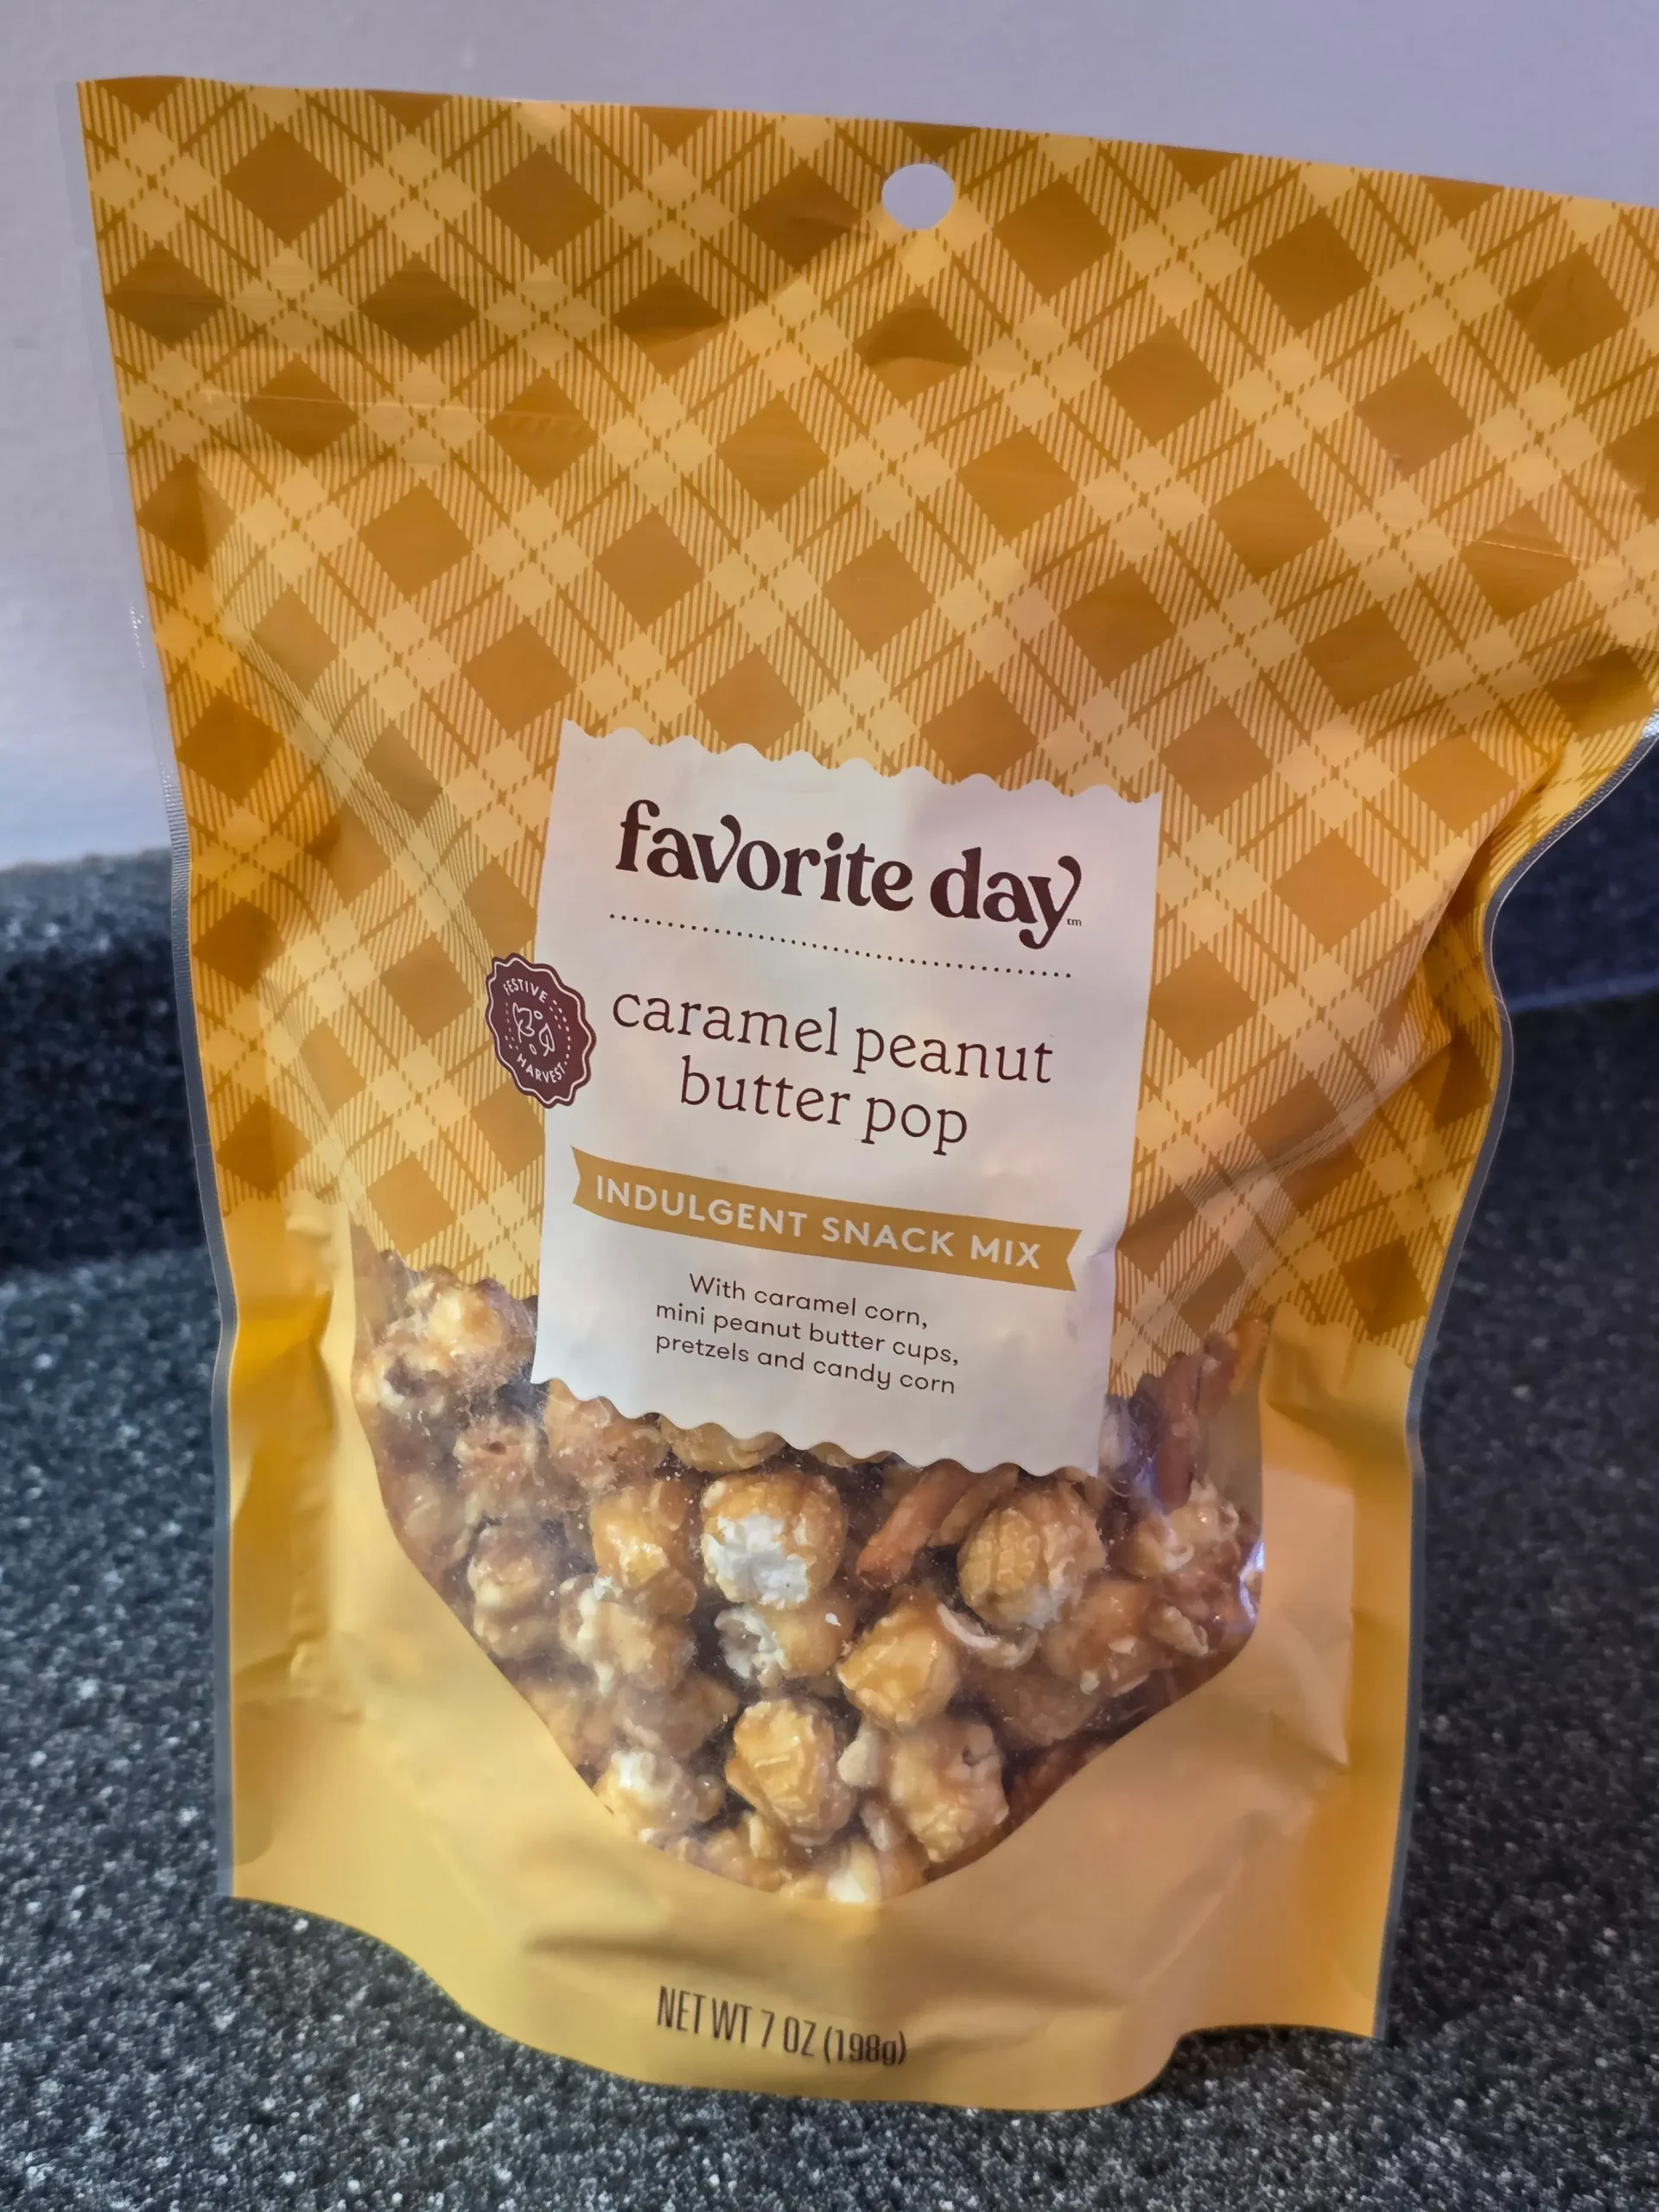 favorite day™
FESTIVE
HARVEST
caramel peanut
butter pop
INDULGENT SNACK MIX
With caramel corn,
mini peanut butter cups,
pretzels and candy corn
NET WT 7 OZ (198g)